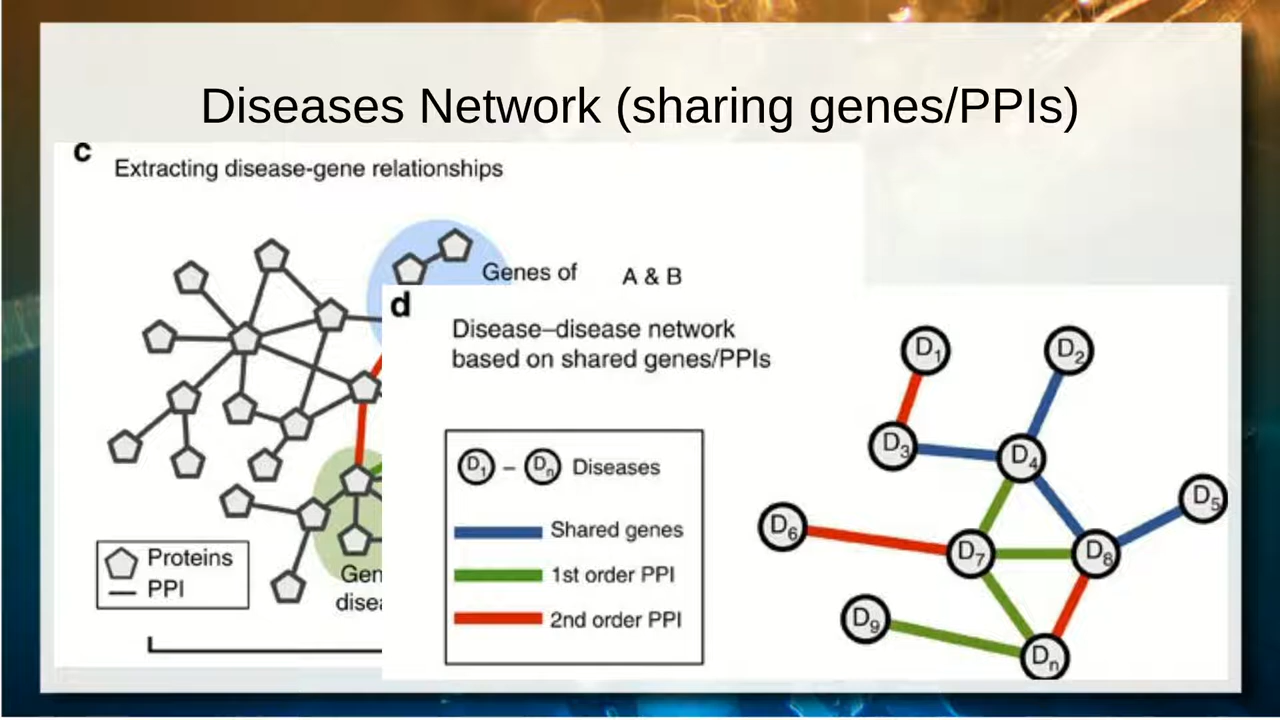 Diseases Network (sharing genes/PPIs)
c
Extracting disease-gene relationships
Genes of A & B
Proteins
PPI
Gen
disea
d
Disease–disease network
based on shared genes/PPIs
D1 – Dn Diseases
Shared genes
1st order PPI
2nd order PPI
D1
D2
D3
D4
D5
D6
D7
D8
D9
Dn